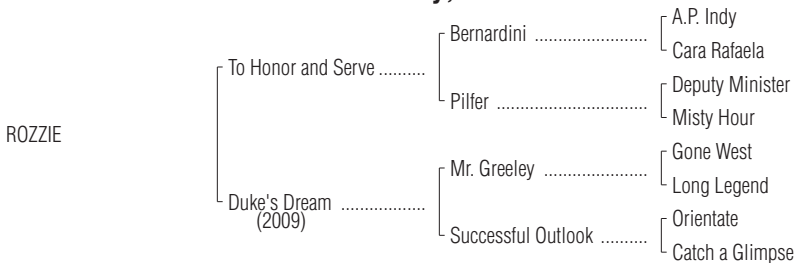 A.P. Indy
Bernardini ........................
Cara Rafaela
To Honor and Serve ..........
Deputy Minister
Pilfer ................................
Misty Hour
ROZZIE
Gone West
Mr. Greeley ......................
Long Legend
Duke's Dream ..................
(2009)
Orientate
Successful Outlook ..........
Catch a Glimpse